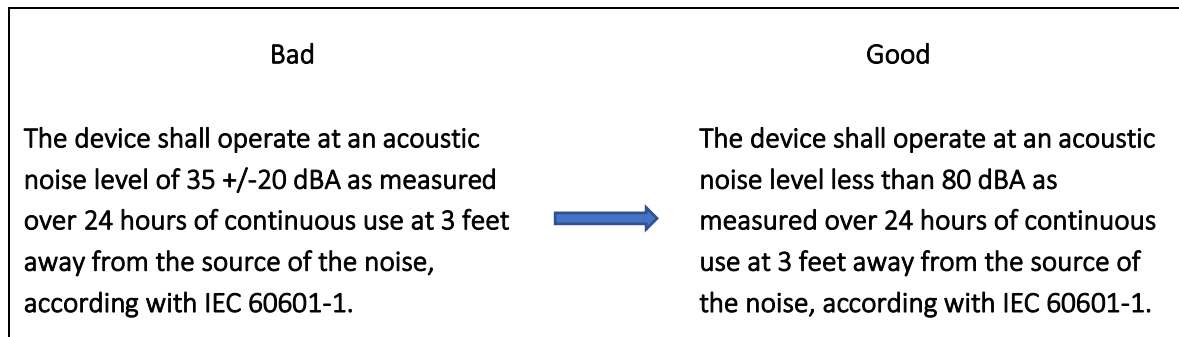 Bad
The device shall operate at an acoustic
noise level of 35 +/-20 dBA as measured
over 24 hours of continuous use at 3 feet
away from the source of the noise,
according with IEC 60601-1.
Good
The device shall operate at an acoustic
noise level less than 80 dBA as
measured over 24 hours of continuous
use at 3 feet away from the source of
the noise, according with IEC 60601-1.